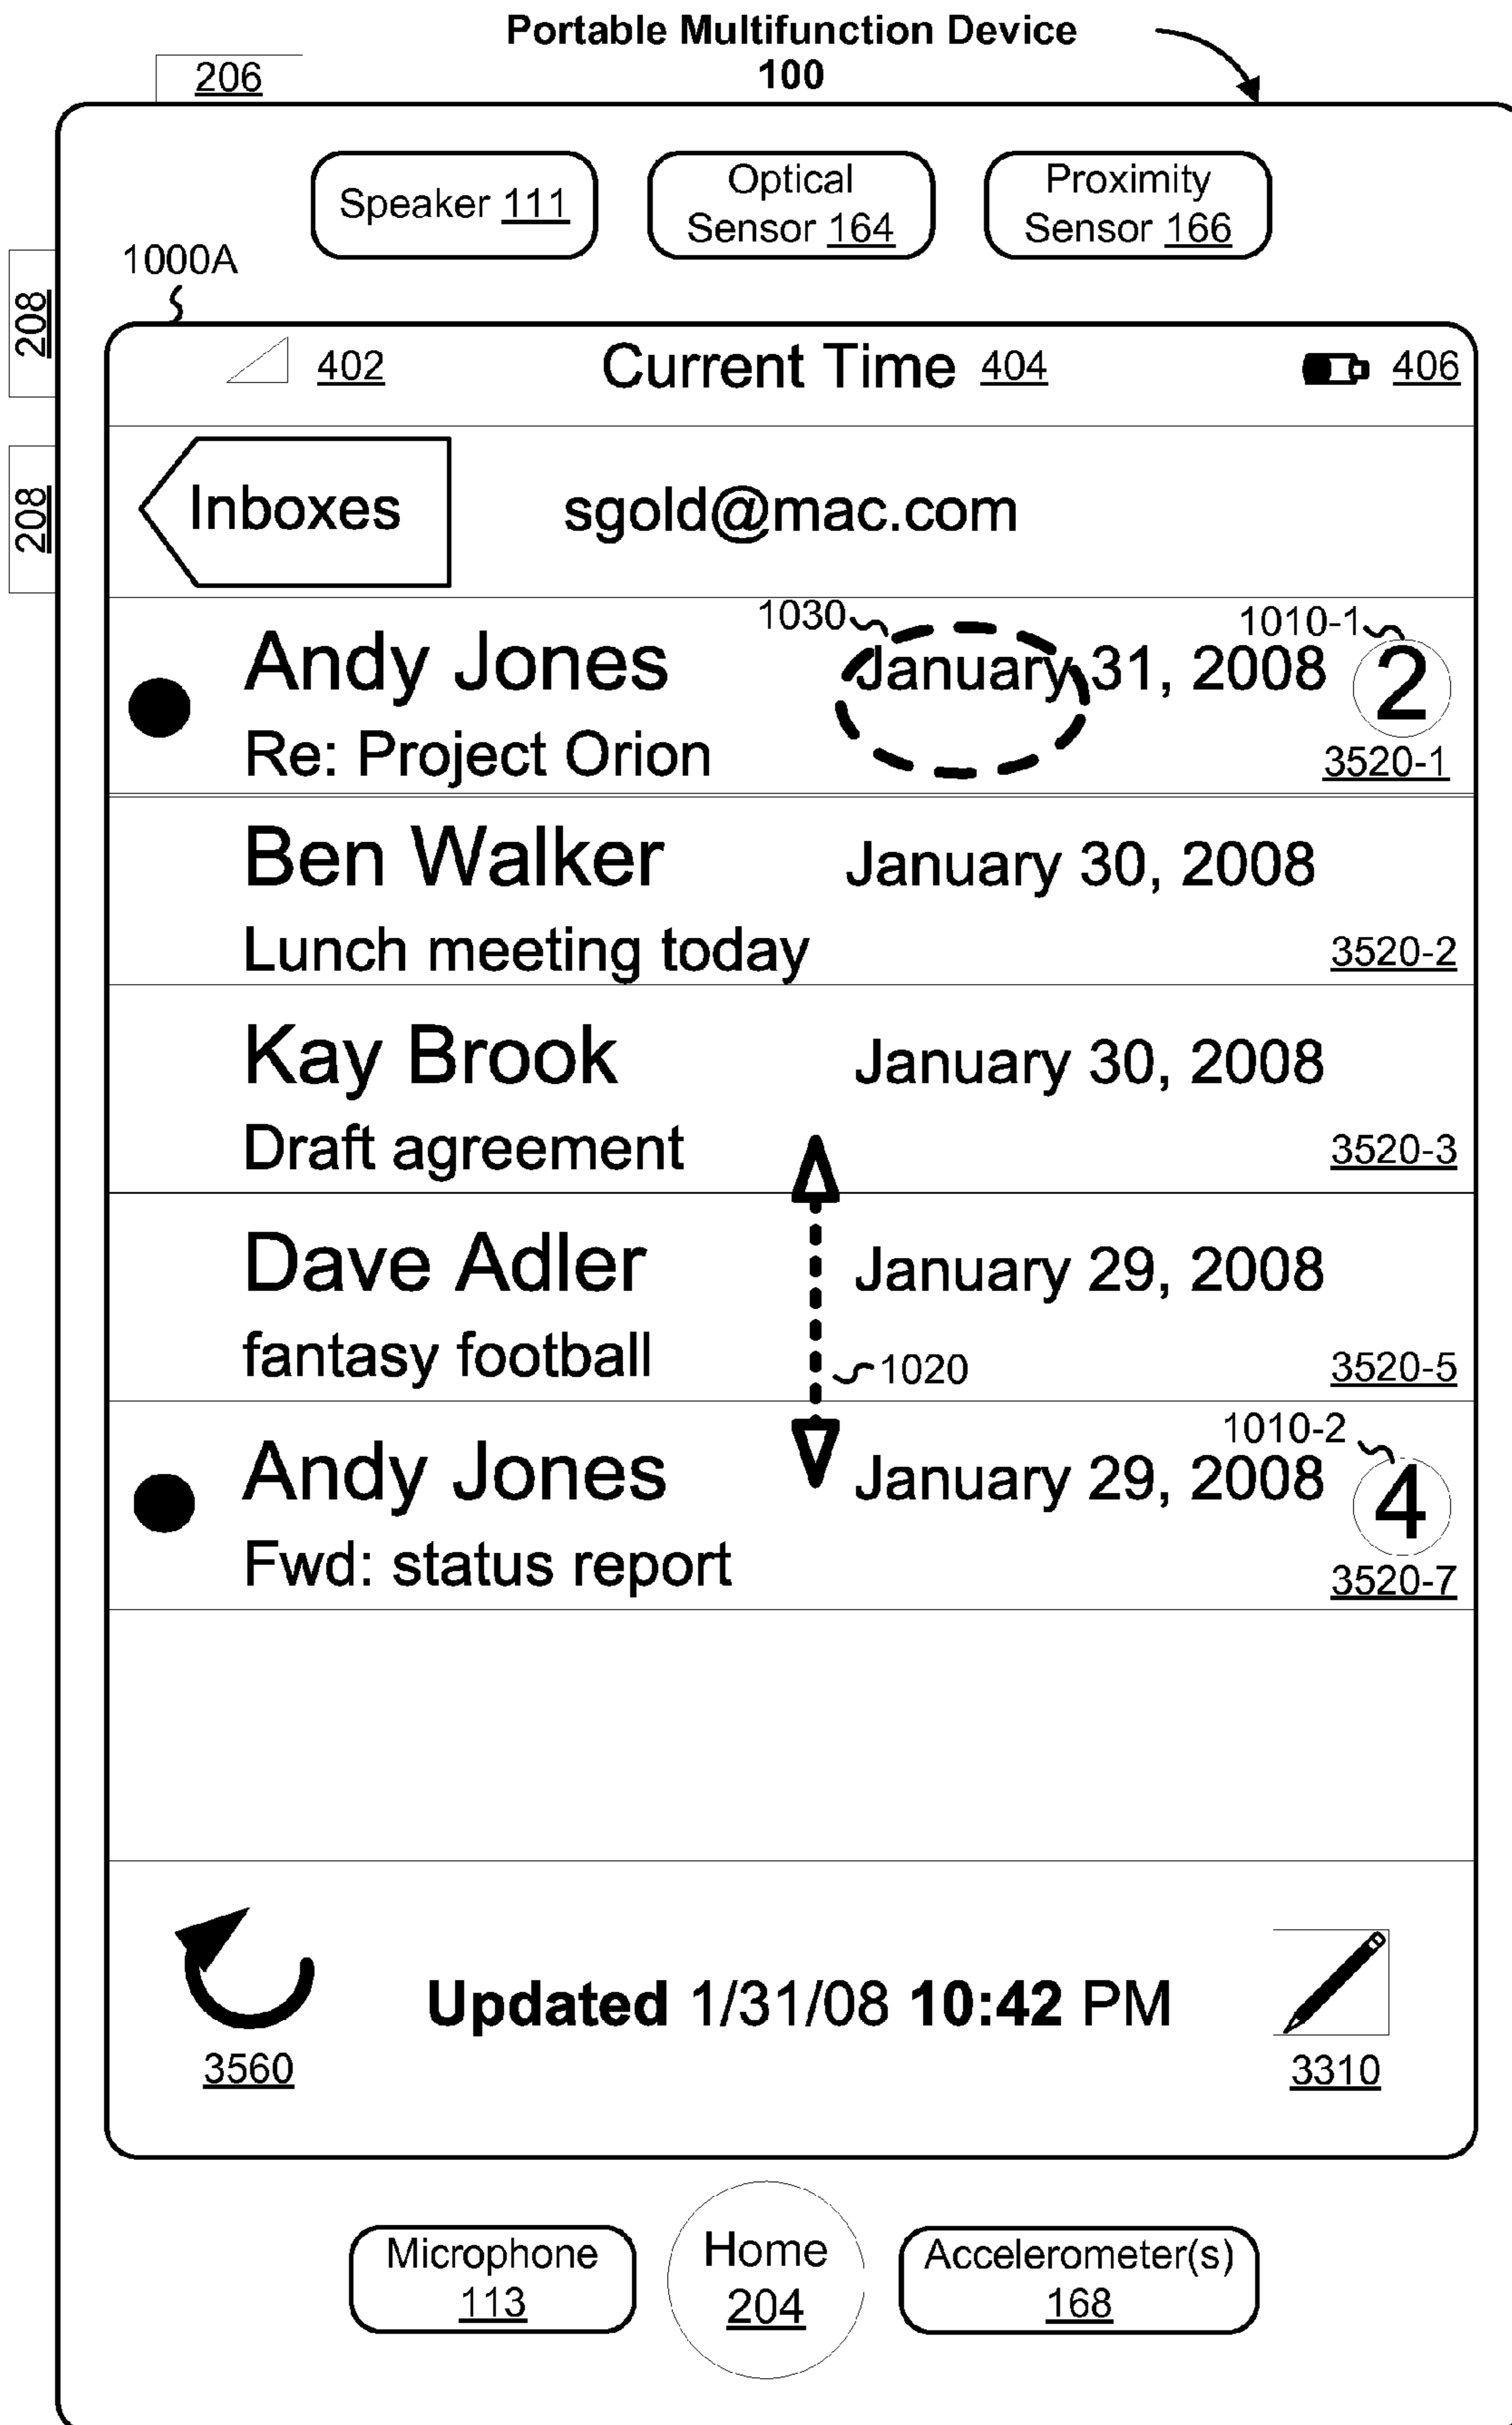 Portable Multifunction Device
100
206
Speaker 111
Optical
Sensor 164
Proximity
Sensor 166
1000A
208
208
402
Current Time 404
406
Inboxes
sgold@mac.com
1030
1010-1
Andy Jones
January 31, 2008
2
Re: Project Orion
3520-1
Ben Walker
January 30, 2008
Lunch meeting today
3520-2
Kay Brook
January 30, 2008
Draft agreement
3520-3
Dave Adler
January 29, 2008
fantasy football
1020
3520-5
1010-2
Andy Jones
January 29, 2008
4
Fwd: status report
3520-7
Updated 1/31/08 10:42 PM
3560
3310
Microphone
113
Home
204
Accelerometer(s)
168